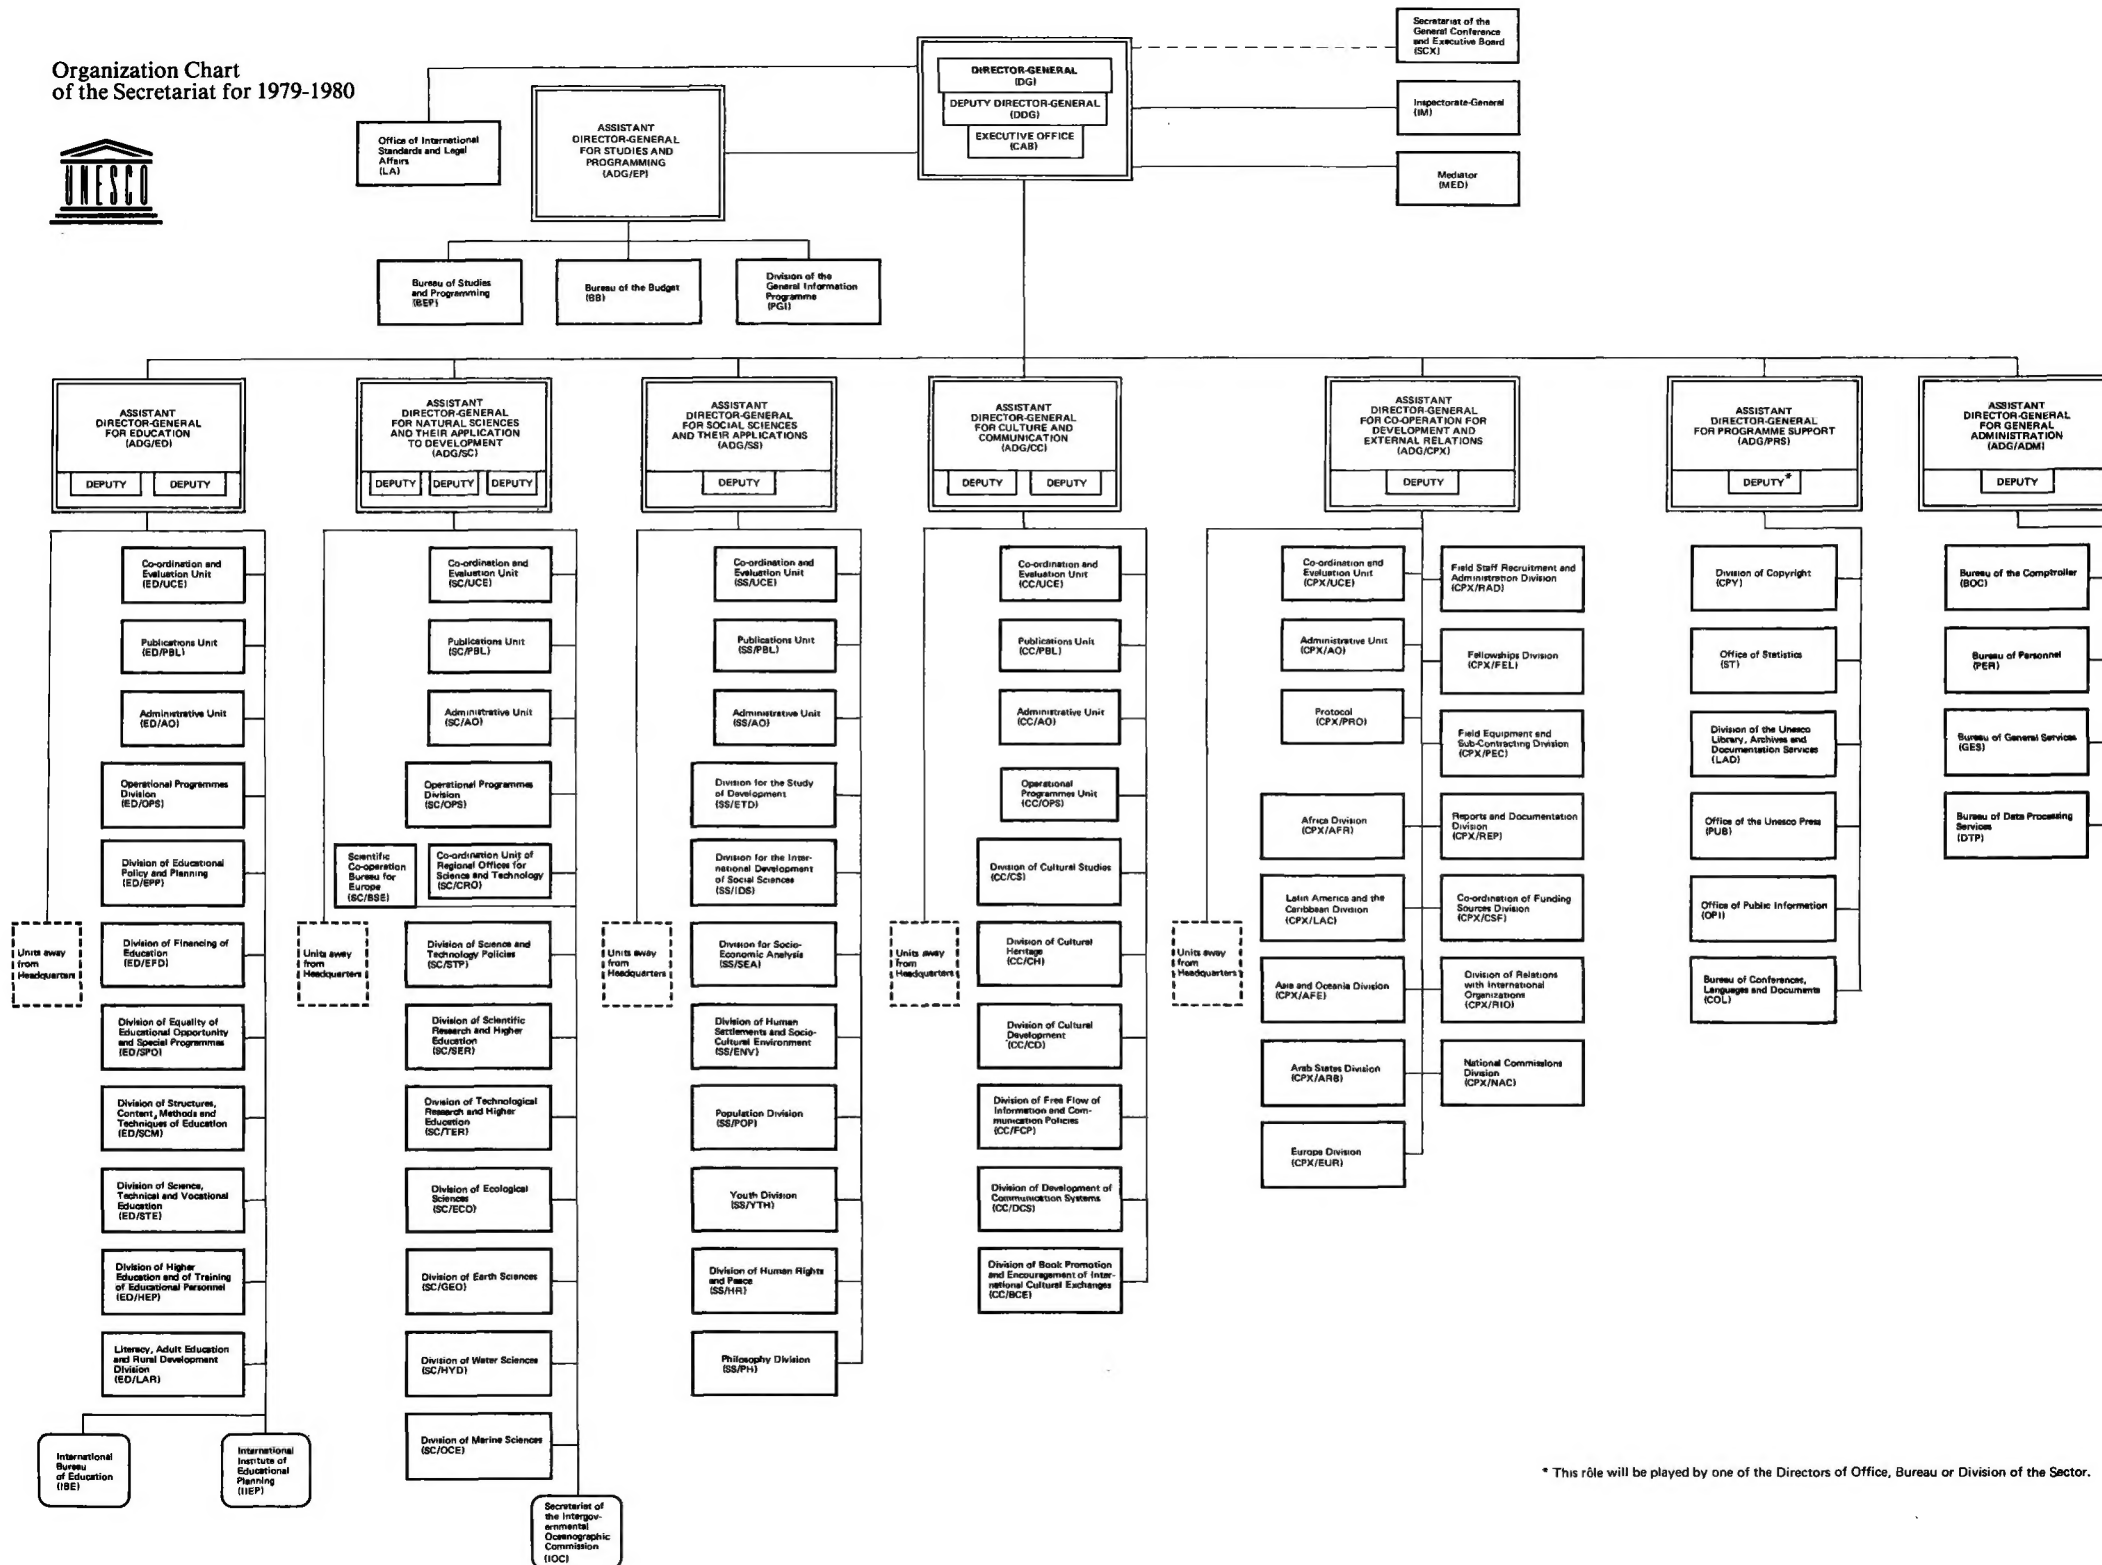 Organization Chart
of the Secretariat for 1979-1980
UNESCO
Office of International
Standards and Legal
Affairs
(LA)
ASSISTANT
DIRECTOR-GENERAL
FOR STUDIES AND
PROGRAMMING
(ADG/EP)
DIRECTOR-GENERAL
(DG)
DEPUTY DIRECTOR-GENERAL
(DDG)
EXECUTIVE OFFICE
(CAB)
Secretariat of the
General Conference
and Executive Board
(SCX)
Inspectorate-General
(IM)
Mediator
(MED)
Bureau of Studies
and Programming
(BEP)
Bureau of the Budget
(BB)
Division of the
General Information
Programme
(PGI)
ASSISTANT
DIRECTOR-GENERAL
FOR EDUCATION
(ADG/ED)
DEPUTY
DEPUTY
Co-ordination and
Evaluation Unit
(ED/UCE)
Publications Unit
(ED/PBL)
Administrative Unit
(ED/AO)
Operational Programmes
Division
(ED/OPS)
Division of Educational
Policy and Planning
(ED/EPP)
Units away
from
Headquarters
Division of Financing of
Education
(ED/EFD)
Division of Equality of
Educational Opportunity
and Special Programmes
(ED/SPO)
Division of Structures,
Content, Methods and
Techniques of Education
(ED/SCM)
Division of Science,
Technical and Vocational
Education
(ED/STE)
Division of Higher
Education and of Training
of Educational Personnel
(ED/HEP)
Literacy, Adult Education
and Rural Development
Division
(ED/LAR)
International
Bureau
of Education
(IBE)
International
Institute of
Educational
Planning
(IIEP)
ASSISTANT
DIRECTOR-GENERAL
FOR NATURAL SCIENCES
AND THEIR APPLICATION
TO DEVELOPMENT
(ADG/SC)
DEPUTY
DEPUTY
DEPUTY
Co-ordination and
Evaluation Unit
(SC/UCE)
Publications Unit
(SC/PBL)
Administrative Unit
(SC/AO)
Operational Programmes
Division
(SC/OPS)
Scientific
Co-operation
Bureau for
Europe
(SC/BSE)
Co-ordination Unit of
Regional Offices for
Science and Technology
(SC/CRO)
Units away
from
Headquarters
Division of Science and
Technology Policies
(SC/STP)
Division of Scientific
Research and Higher
Education
(SC/SER)
Division of Technological
Research and Higher
Education
(SC/TER)
Division of Ecological
Sciences
(SC/ECO)
Division of Earth Sciences
(SC/GEO)
Division of Water Sciences
(SC/HYD)
Division of Marine Sciences
(SC/OCE)
Secretariat of
the Intergov-
ernmental
Oceanographic
Commission
(IOC)
ASSISTANT
DIRECTOR-GENERAL
FOR SOCIAL SCIENCES
AND THEIR APPLICATIONS
(ADG/SS)
DEPUTY
Co-ordination and
Evaluation Unit
(SS/UCE)
Publications Unit
(SS/PBL)
Administrative Unit
(SS/AO)
Division for the Study
of Development
(SS/ETD)
Division for the Inter-
national Development
of Social Sciences
(SS/IDS)
Units away
from
Headquarters
Division for Socio-
Economic Analysis
(SS/SEA)
Division of Human
Settlements and Socio-
Cultural Environment
(SS/ENV)
Population Division
(SS/POP)
Youth Division
(SS/YTH)
Division of Human Rights
and Peace
(SS/HR)
Philosophy Division
(SS/PH)
ASSISTANT
DIRECTOR-GENERAL
FOR CULTURE AND
COMMUNICATION
(ADG/CC)
DEPUTY
DEPUTY
Co-ordination and
Evaluation Unit
(CC/UCE)
Publications Unit
(CC/PBL)
Administrative Unit
(CC/AO)
Operational
Programmes Unit
(CC/OPS)
Division of Cultural Studies
(CC/CS)
Units away
from
Headquarters
Division of Cultural
Heritage
(CC/CH)
Division of Cultural
Development
(CC/CD)
Division of Free Flow of
Information and Com-
munication Policies
(CC/FCP)
Division of Development of
Communication Systems
(CC/DCS)
Division of Book Promotion
and Encouragement of Inter-
national Cultural Exchanges
(CC/BCE)
ASSISTANT
DIRECTOR-GENERAL
FOR CO-OPERATION FOR
DEVELOPMENT AND
EXTERNAL RELATIONS
(ADG/CPX)
DEPUTY
Co-ordination and
Evaluation Unit
(CPX/UCE)
Administrative Unit
(CPX/AO)
Protocol
(CPX/PRO)
Africa Division
(CPX/AFR)
Latin America and the
Caribbean Division
(CPX/LAC)
Units away
from
Headquarters
Asia and Oceania Division
(CPX/AFE)
Arab States Division
(CPX/ARB)
Europe Division
(CPX/EUR)
Field Staff Recruitment and
Administration Division
(CPX/RAD)
Fellowships Division
(CPX/FEL)
Field Equipment and
Sub-Contracting Division
(CPX/PEC)
Reports and Documentation
Division
(CPX/REP)
Co-ordination of Funding
Sources Division
(CPX/CSF)
Division of Relations
with International
Organizations
(CPX/RIO)
National Commissions
Division
(CPX/NAC)
ASSISTANT
DIRECTOR-GENERAL
FOR PROGRAMME SUPPORT
(ADG/PRS)
DEPUTY*
Division of Copyright
(CPY)
Office of Statistics
(ST)
Division of the Unesco
Library, Archives and
Documentation Services
(LAD)
Office of the Unesco Press
(PUB)
Office of Public Information
(OPI)
Bureau of Conferences,
Languages and Documents
(COL)
ASSISTANT
DIRECTOR-GENERAL
FOR GENERAL
ADMINISTRATION
(ADG/ADM)
DEPUTY
Bureau of the Comptroller
(BOC)
Bureau of Personnel
(PER)
Bureau of General Services
(GES)
Bureau of Data Processing
Services
(DTP)
* This rôle will be played by one of the Directors of Office, Bureau or Division of the Sector.